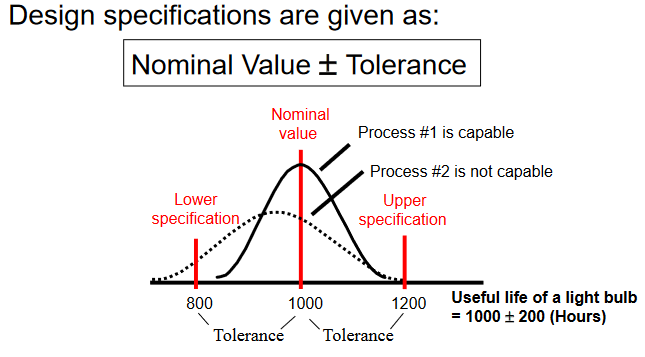 Design specifications are given as:
Nominal Value ± Tolerance
Nominal
value
Process #1 is capable
Process #2 is not capable
Lower
specification
Upper
specification
800
1000
1200
Useful life of a light bulb
= 1000 ± 200 (Hours)
Tolerance
Tolerance